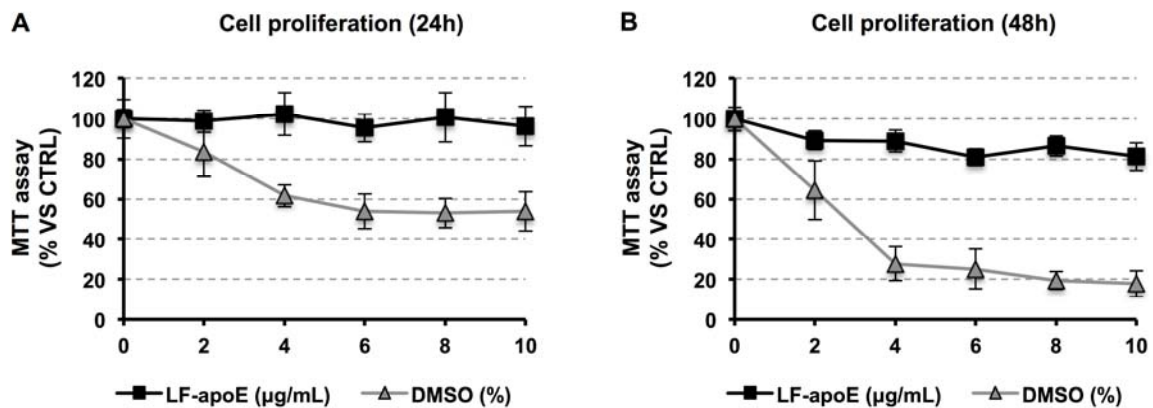 A
Cell proliferation (24h)
MTT assay
(% VS CTRL)
120
100
80
60
40
20
0
0 2 4 6 8 10
LF-apoE (µg/mL) DMSO (%)
B
Cell proliferation (48h)
MTT assay
(% VS CTRL)
120
100
80
60
40
20
0
0 2 4 6 8 10
LF-apoE (µg/mL) DMSO (%)